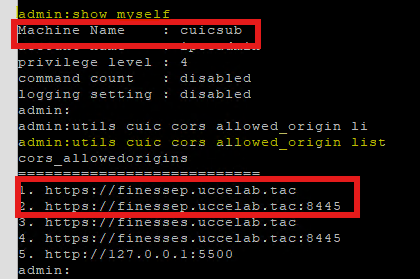 admin:show myself
Machine Name : cuicsub
privilege level : 4
command count : disabled
logging setting : disabled
admin:
admin:utils cuic cors allowed_origin li
admin:utils cuic cors allowed_origin list
cors_allowedorigins
===========================
1. https://finessep.uccelab.tac
2. https://finessep.uccelab.tac:8445
3. https://finesses.uccelab.tac
4. https://finesses.uccelab.tac:8445
5. http://127.0.0.1:5500
admin: